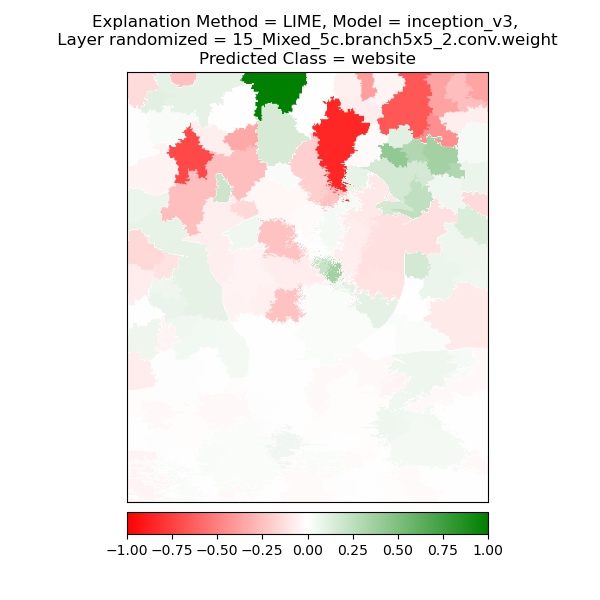 Explanation Method = LIME, Model = inception_v3,
Layer randomized = 15_Mixed_5c.branch5x5_2.conv.weight
Predicted Class = website
−1.00 −0.75 −0.50 −0.25 0.00 0.25 0.50 0.75 1.00